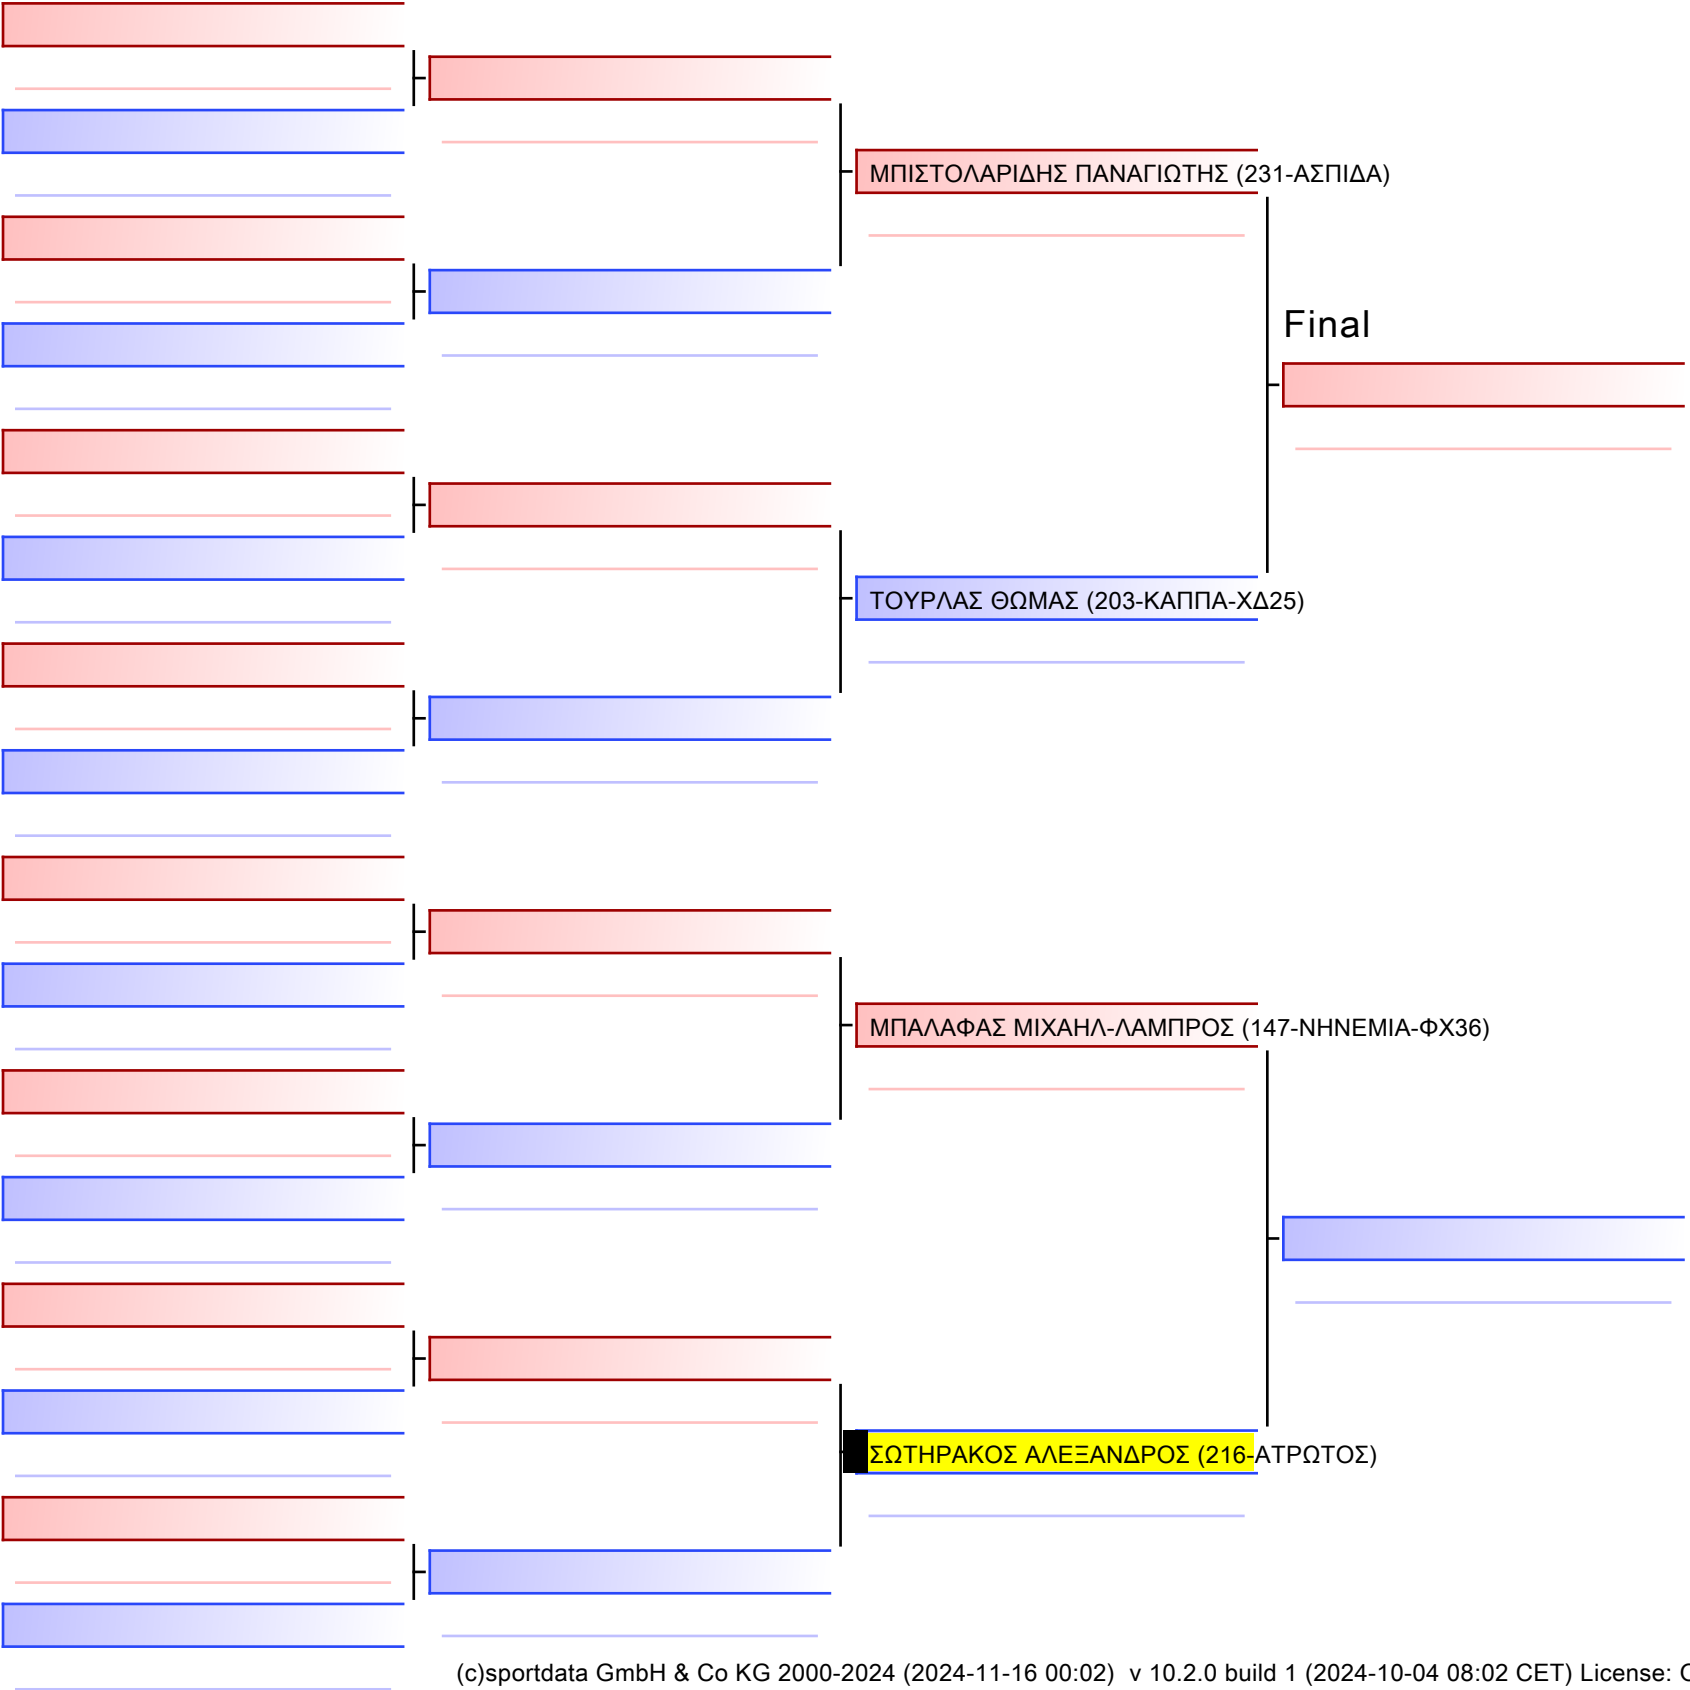 ΜΠΙΣΤΟΛΑΡΙΔΗΣ ΠΑΝΑΓΙΩΤΗΣ (231-ΑΣΠΙΔΑ)
Final
ΤΟΥΡΛΑΣ ΘΩΜΑΣ (203-ΚΑΠΠΑ-ΧΔ25)
ΜΠΑΛΑΦΑΣ ΜΙΧΑΗΛ-ΛΑΜΠΡΟΣ (147-ΝΗΝΕΜΙΑ-ΦΧ36)
ΣΩΤΗΡΑΚΟΣ ΑΛΕΞΑΝΔΡΟΣ (216-ΑΤΡΩΤΟΣ)
(c)sportdata GmbH & Co KG 2000-2024 (2024-11-16 00:02) v 10.2.0 build 1 (2024-10-04 08:02 CET) License: